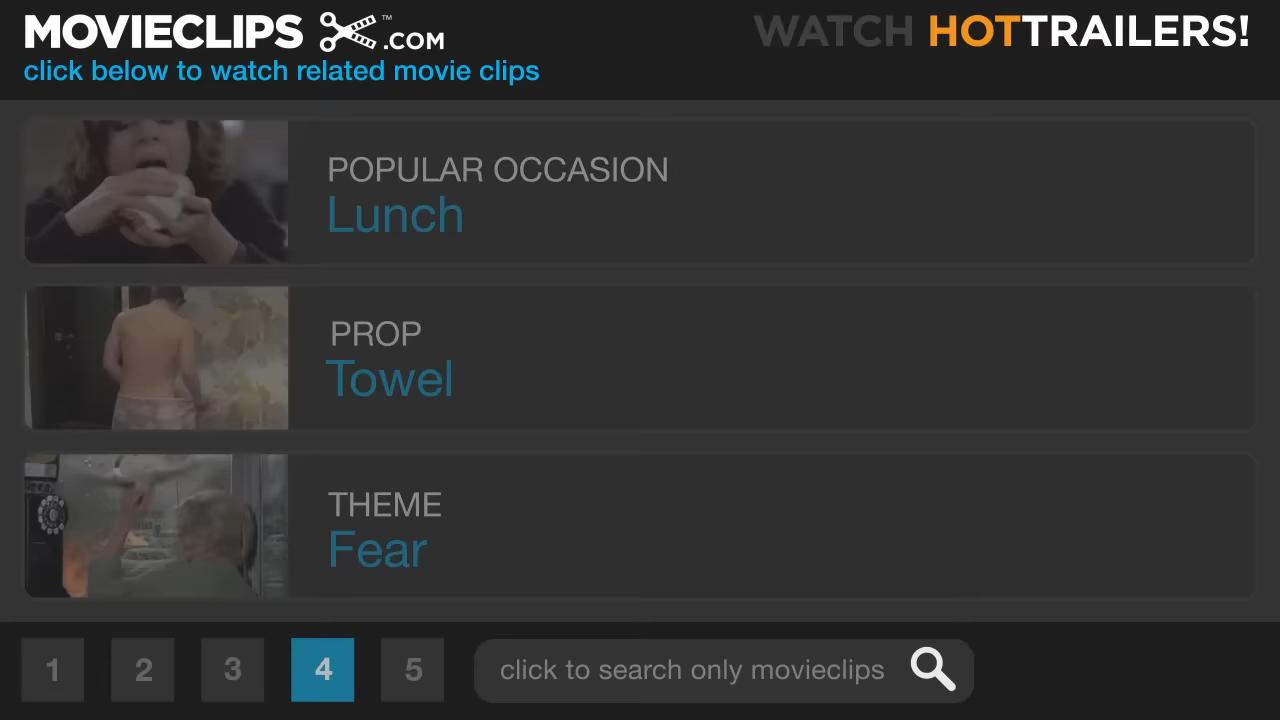 MOVIECLIPS ™ .COM
WATCH HOTTRAILERS!
click below to watch related movie clips
POPULAR OCCASION
Lunch
PROP
Towel
THEME
Fear
1 2 3 4 5 click to search only movieclips